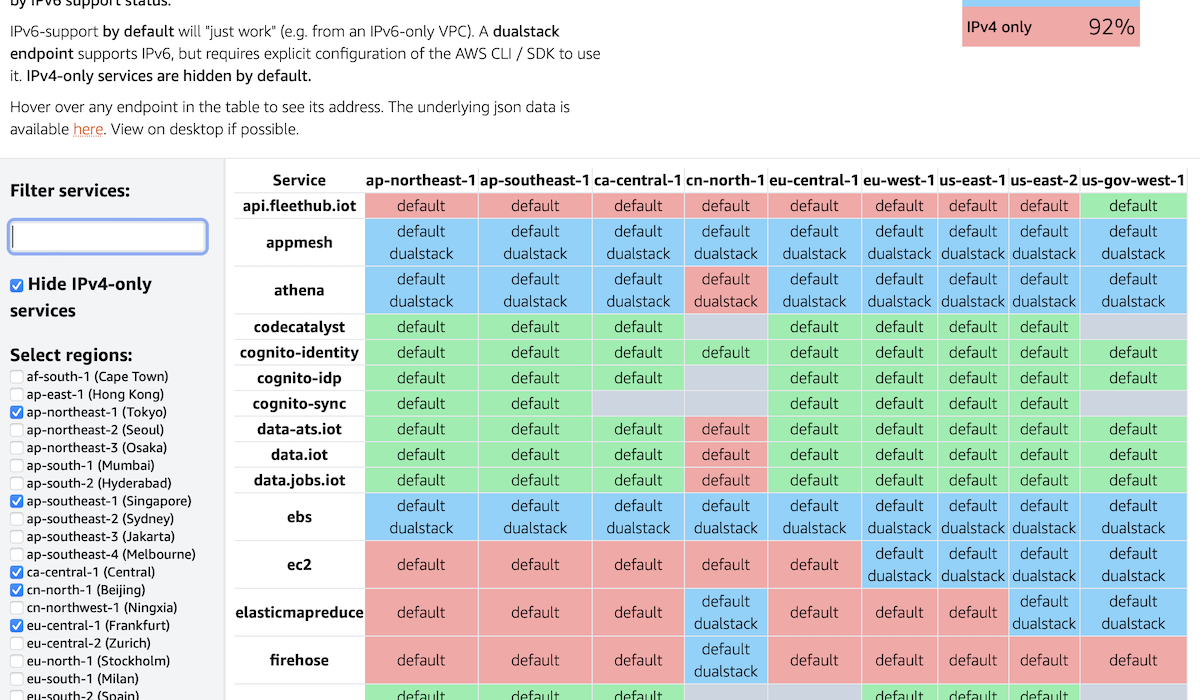 by IPv6 support status.
IPv6-support by default will "just work" (e.g. from an IPv6-only VPC). A dualstack
endpoint supports IPv6, but requires explicit configuration of the AWS CLI / SDK to use
it. IPv4-only services are hidden by default.
Hover over any endpoint in the table to see its address. The underlying json data is
available here. View on desktop if possible.
IPv4 only 92%
Filter services:
Hide IPv4-only
services
Select regions:
af-south-1 (Cape Town)
ap-east-1 (Hong Kong)
ap-northeast-1 (Tokyo)
ap-northeast-2 (Seoul)
ap-northeast-3 (Osaka)
ap-south-1 (Mumbai)
ap-south-2 (Hyderabad)
ap-southeast-1 (Singapore)
ap-southeast-2 (Sydney)
ap-southeast-3 (Jakarta)
ap-southeast-4 (Melbourne)
ca-central-1 (Central)
cn-north-1 (Beijing)
cn-northwest-1 (Ningxia)
eu-central-1 (Frankfurt)
eu-central-2 (Zurich)
eu-north-1 (Stockholm)
eu-south-1 (Milan)
eu-south-2 (Spain)
Service ap-northeast-1 ap-southeast-1 ca-central-1 cn-north-1 eu-central-1 eu-west-1 us-east-1 us-east-2 us-gov-west-1
api.fleethub.iot default default default default default default default default default
appmesh
default default default default default default default default default
dualstack dualstack dualstack dualstack dualstack dualstack dualstack dualstack dualstack
athena
default default default default default default default default default
dualstack dualstack dualstack dualstack dualstack dualstack dualstack dualstack dualstack
codecatalyst default default default default default default default
cognito-identity default default default default default default default default default
cognito-idp default default default default default default default default
cognito-sync default default default default default default
data-ats.iot default default default default default default default default default
data.iot default default default default default default default default default
data.jobs.iot default default default default default default default default default
ebs
default default default default default default default default default
dualstack dualstack dualstack dualstack dualstack dualstack dualstack dualstack dualstack
ec2 default default default default default
default default default default
dualstack dualstack dualstack dualstack
elasticmapreduce default default default
default
dualstack
default default default
default default
dualstack dualstack
firehose default default default
default
dualstack
default default default default default
default default default default default default